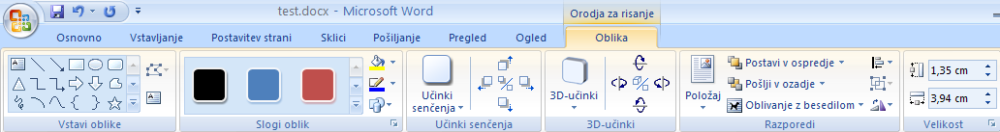 test.docx - Microsoft Word
Orodja za risanje
Osnovno Vstavljanje Postavitev strani Sklici Pošiljanje Pregled Ogled Oblika
Učinki senčenja
3D-učinki
Položaj
Postavi v ospredje
Pošlji v ozadje
Oblivanje z besedilom
1,35 cm
3,94 cm
Vstavi oblike Slogi oblik Učinki senčenja 3D-učinki Razporedi Velikost